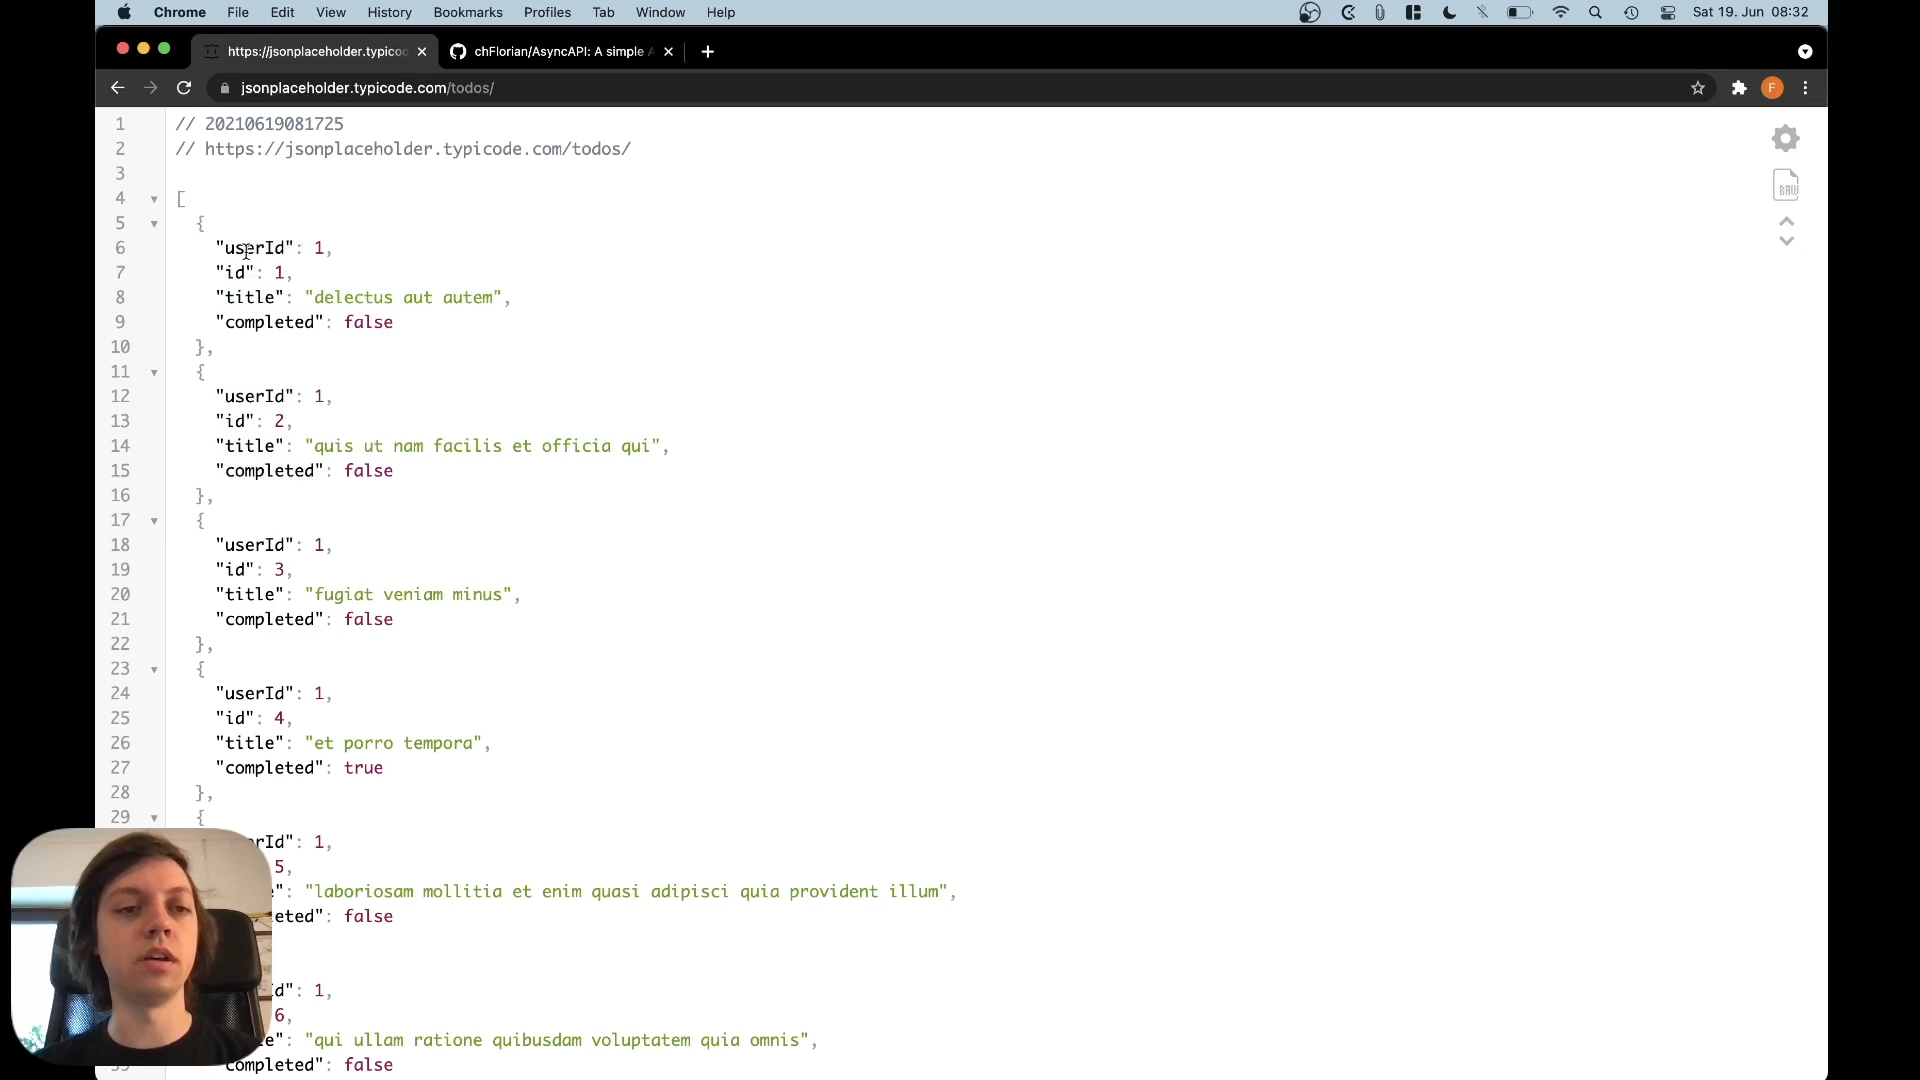 Chrome File Edit View History Bookmarks Profiles Tab Window Help Sat 19. Jun 08:32
https://jsonplaceholder.typico chFlorian/AsyncAPI: A simple A
jsonplaceholder.typicode.com/todos/ F
1 // 20210619081725
2 // https://jsonplaceholder.typicode.com/todos/
3
4 [
5 {
6 "userId": 1,
7 "id": 1,
8 "title": "delectus aut autem",
9 "completed": false
10 },
11 {
12 "userId": 1,
13 "id": 2,
14 "title": "quis ut nam facilis et officia qui",
15 "completed": false
16 },
17 {
18 "userId": 1,
19 "id": 3,
20 "title": "fugiat veniam minus",
21 "completed": false
22 },
23 {
24 "userId": 1,
25 "id": 4,
26 "title": "et porro tempora",
27 "completed": true
28 },
29 {
rId": 1,
5,
e": "laboriosam mollitia et enim quasi adipisci quia provident illum",
eted": false
Id": 1,
6,
e": "qui ullam ratione quibusdam voluptatem quia omnis",
completed": false
RAW